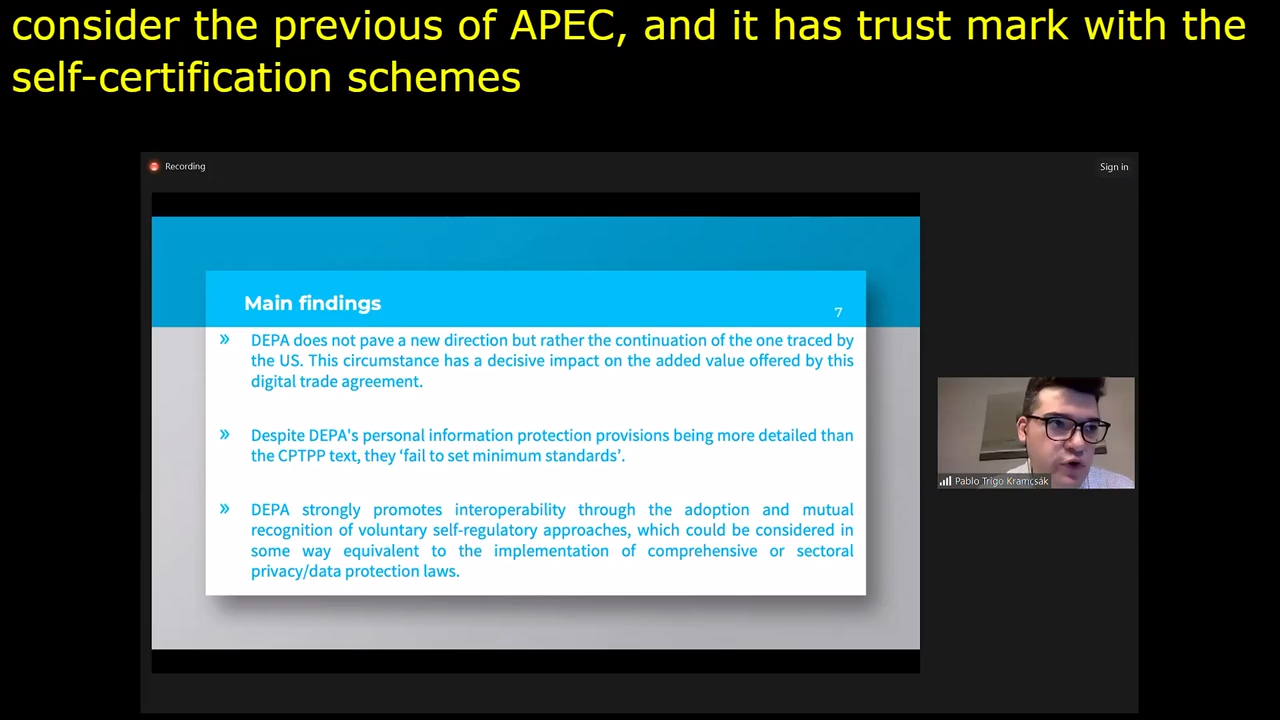 consider the previous of APEC, and it has trust mark with the
self-certification schemes
Recording
Sign in
Main findings
7
» DEPA does not pave a new direction but rather the continuation of the one traced by
the US. This circumstance has a decisive impact on the added value offered by this
digital trade agreement.
» Despite DEPA's personal information protection provisions being more detailed than
the CPTPP text, they ‘fail to set minimum standards’.
» DEPA strongly promotes interoperability through the adoption and mutual
recognition of voluntary self-regulatory approaches, which could be considered in
some way equivalent to the implementation of comprehensive or sectoral
privacy/data protection laws.
Pablo Trigo Kramcsák